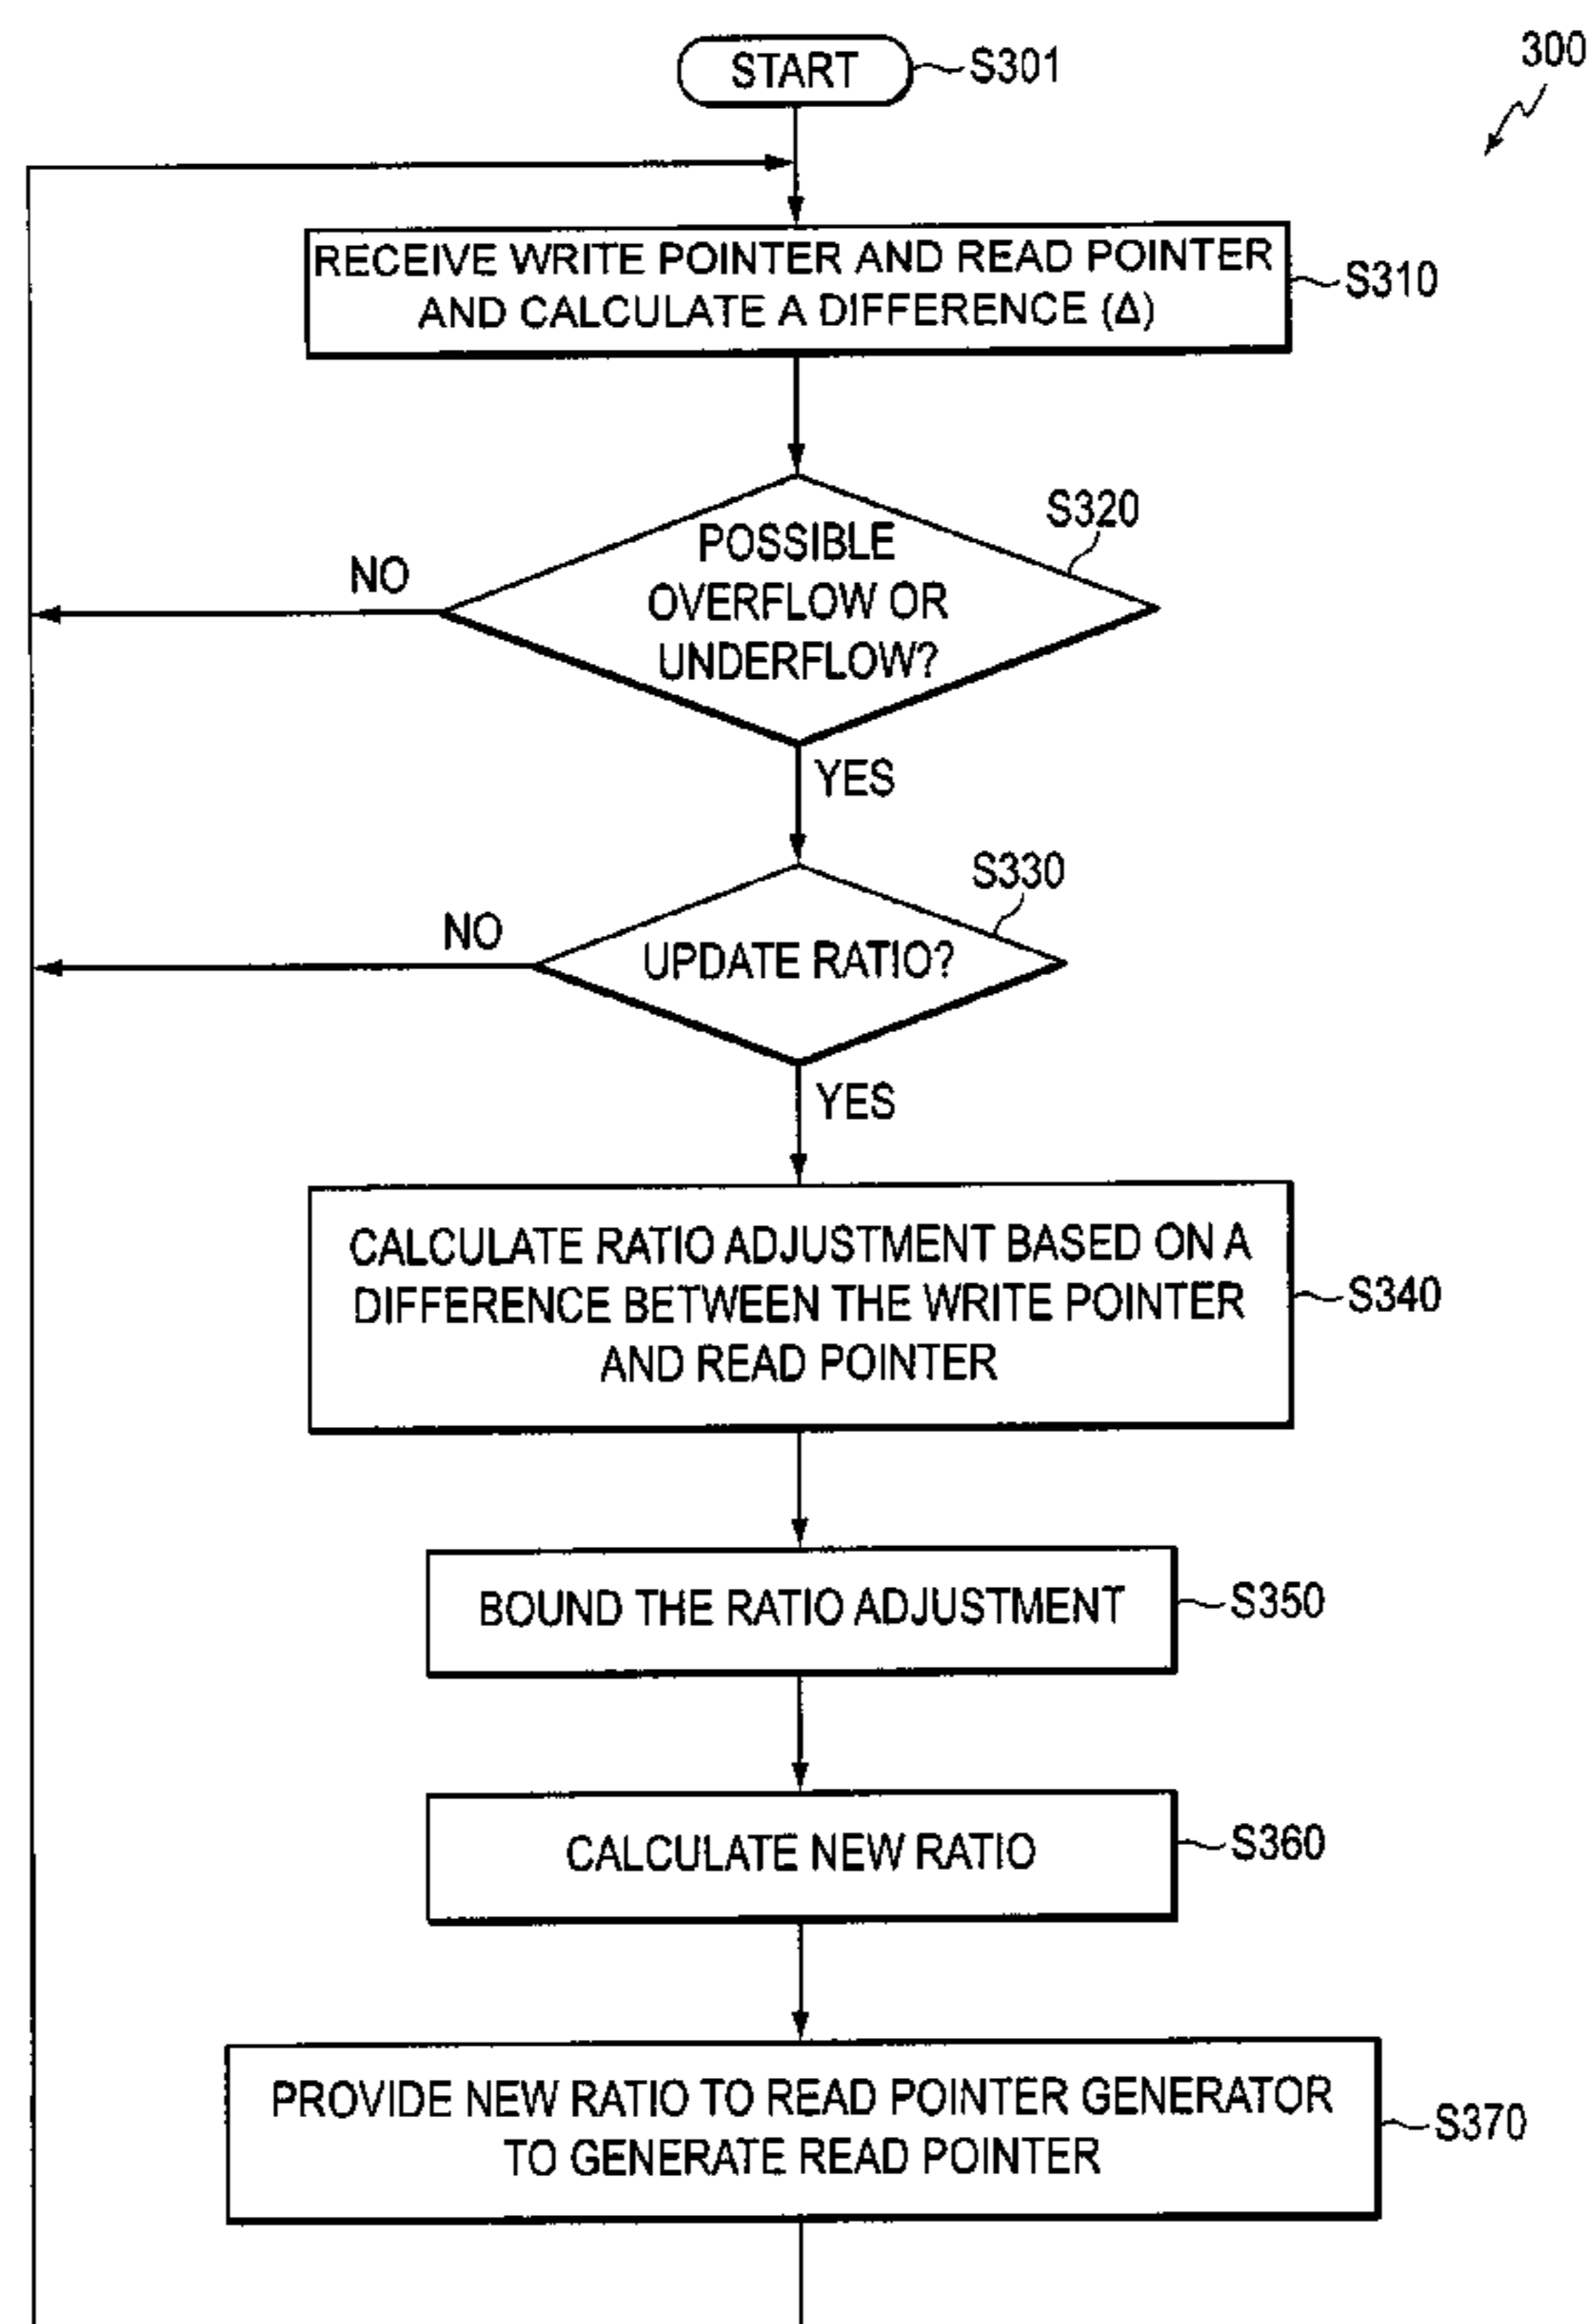 START
S301
300
RECEIVE WRITE POINTER AND READ POINTER
AND CALCULATE A DIFFERENCE (Δ)
S310
S320
POSSIBLE
OVERFLOW OR
UNDERFLOW?
NO
YES
S330
UPDATE RATIO?
NO
YES
CALCULATE RATIO ADJUSTMENT BASED ON A
DIFFERENCE BETWEEN THE WRITE POINTER
AND READ POINTER
S340
BOUND THE RATIO ADJUSTMENT
S350
CALCULATE NEW RATIO
S360
PROVIDE NEW RATIO TO READ POINTER GENERATOR
TO GENERATE READ POINTER
S370